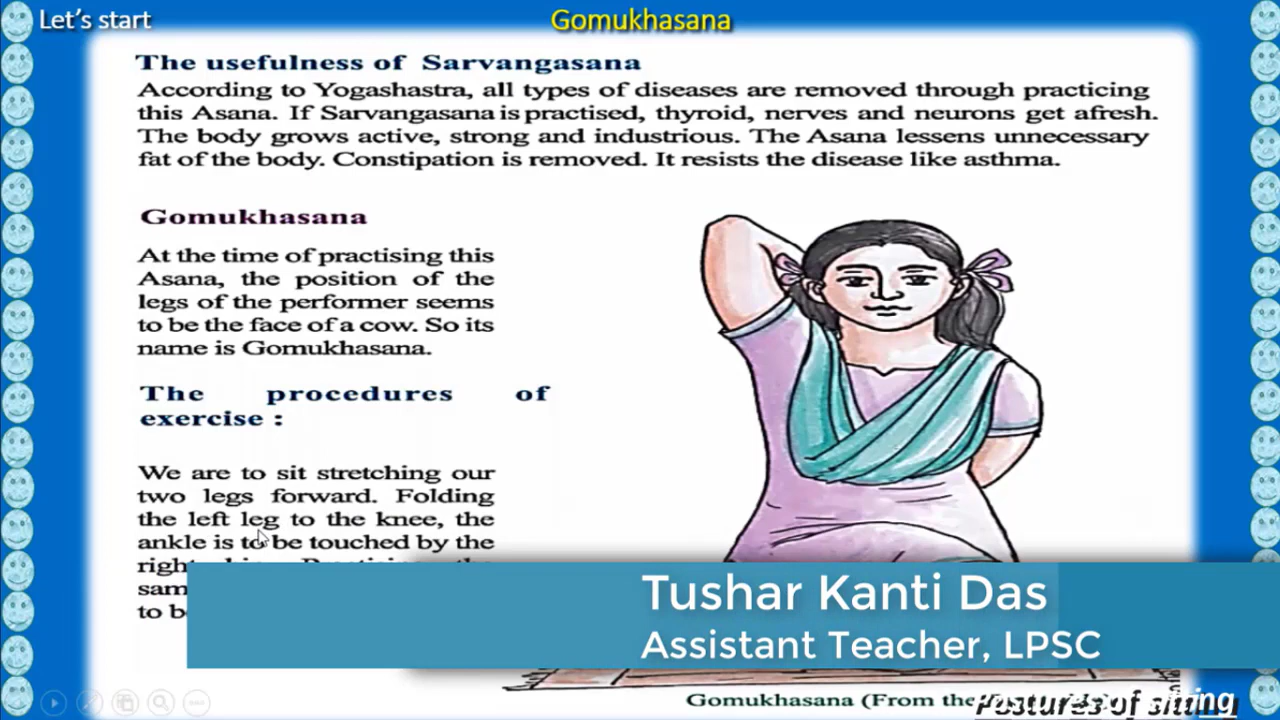 Let's start
Gomukhasana
The usefulness of Sarvangasana
According to Yogashastra, all types of diseases are removed through practicing
this Asana. If Sarvangasana is practised, thyroid, nerves and neurons get afresh.
The body grows active, strong and industrious. The Asana lessens unnecessary
fat of the body. Constipation is removed. It resists the disease like asthma.
Gomukhasana
At the time of practising this
Asana, the position of the
legs of the performer seems
to be the face of a cow. So its
name is Gomukhasana.
The procedures of
exercise :
We are to sit stretching our
two legs forward. Folding
the left leg to the knee, the
ankle is to be touched by the
to
Tushar Kanti Das
Assistant Teacher, LPSC
Gomukhasana (From the
Postures of sitting